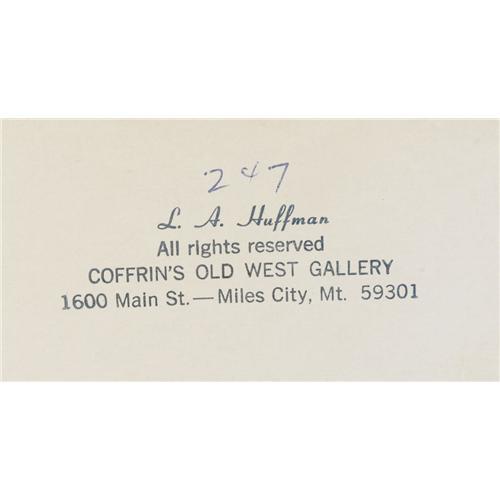 247
L. A. Huffman
All rights reserved
COFFRIN'S OLD WEST GALLERY
1600 Main St.—Miles City, Mt. 59301